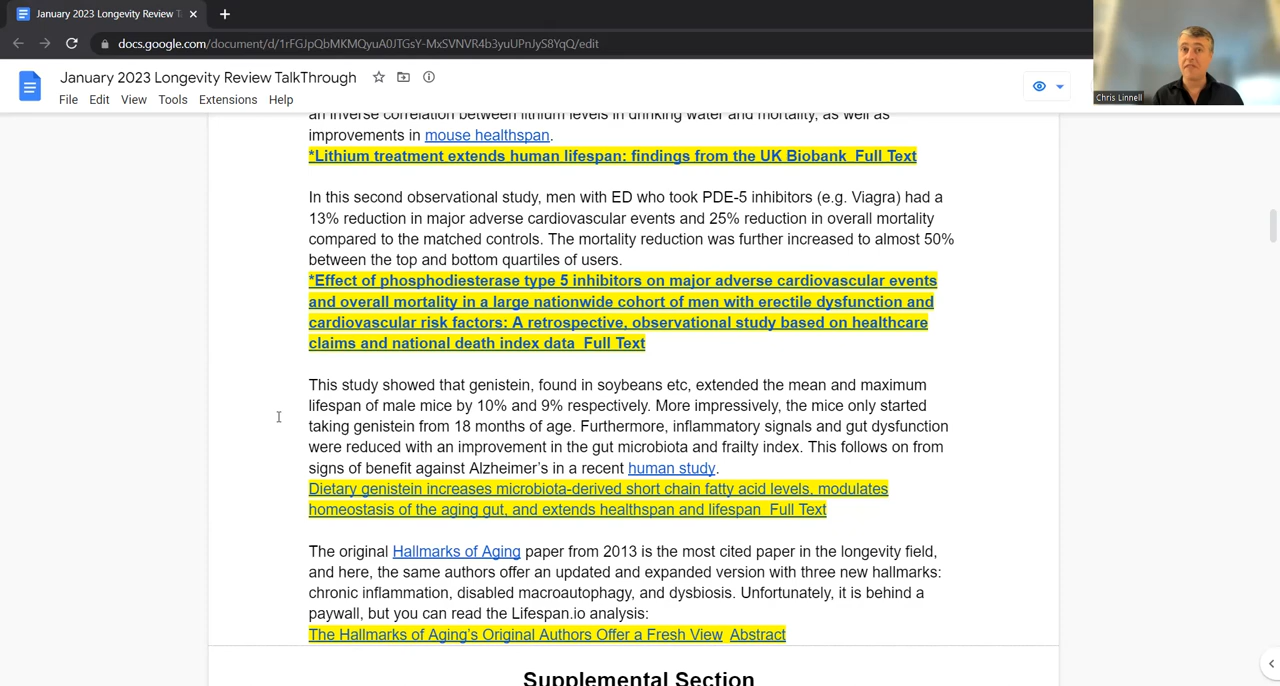 January 2023 Longevity Review T
docs.google.com/document/d/1rFGJpQbMKMQyuA0JTGsY-MxSVNVR4b3yuUPnJyS8YqQ/edit
January 2023 Longevity Review TalkThrough
File Edit View Tools Extensions Help
Chris Linnell
an inverse correlation between lithium levels in drinking water and mortality, as well as
improvements in mouse healthspan.
*Lithium treatment extends human lifespan: findings from the UK Biobank Full Text
In this second observational study, men with ED who took PDE-5 inhibitors (e.g. Viagra) had a
13% reduction in major adverse cardiovascular events and 25% reduction in overall mortality
compared to the matched controls. The mortality reduction was further increased to almost 50%
between the top and bottom quartiles of users.
*Effect of phosphodiesterase type 5 inhibitors on major adverse cardiovascular events
and overall mortality in a large nationwide cohort of men with erectile dysfunction and
cardiovascular risk factors: A retrospective, observational study based on healthcare
claims and national death index data Full Text
This study showed that genistein, found in soybeans etc, extended the mean and maximum
lifespan of male mice by 10% and 9% respectively. More impressively, the mice only started
taking genistein from 18 months of age. Furthermore, inflammatory signals and gut dysfunction
were reduced with an improvement in the gut microbiota and frailty index. This follows on from
signs of benefit against Alzheimer's in a recent human study.
Dietary genistein increases microbiota-derived short chain fatty acid levels, modulates
homeostasis of the aging gut, and extends healthspan and lifespan Full Text
The original Hallmarks of Aging paper from 2013 is the most cited paper in the longevity field,
and here, the same authors offer an updated and expanded version with three new hallmarks:
chronic inflammation, disabled macroautophagy, and dysbiosis. Unfortunately, it is behind a
paywall, but you can read the Lifespan.io analysis:
The Hallmarks of Aging's Original Authors Offer a Fresh View Abstract
Supplemental Section